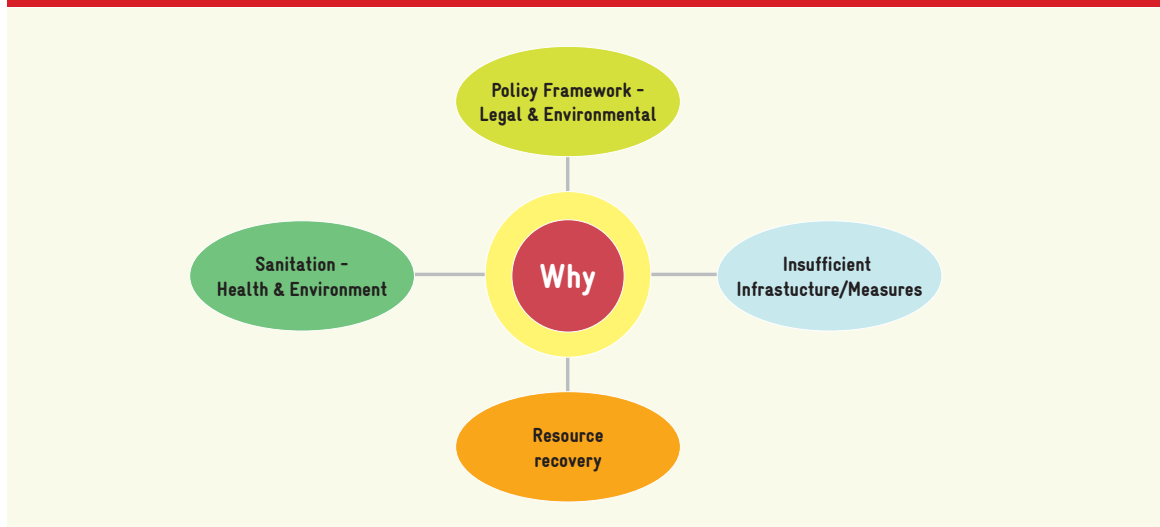 Policy Framework -
Legal & Environmental
Sanitation -
Health & Environment
Why
Insufficient
Infrastucture/Measures
Resource
recovery